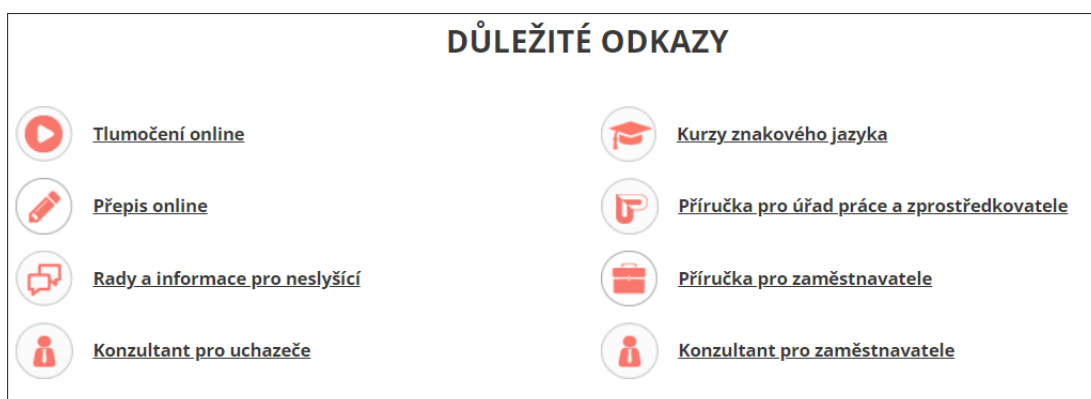 DŮLEŽITÉ ODKAZY
Tlumočení online
Přepis online
Rady a informace pro neslyšící
Konzultant pro uchazeče
Kurzy znakového jazyka
Příručka pro úřad práce a zprostředkovatele
Příručka pro zaměstnavatele
Konzultant pro zaměstnavatele